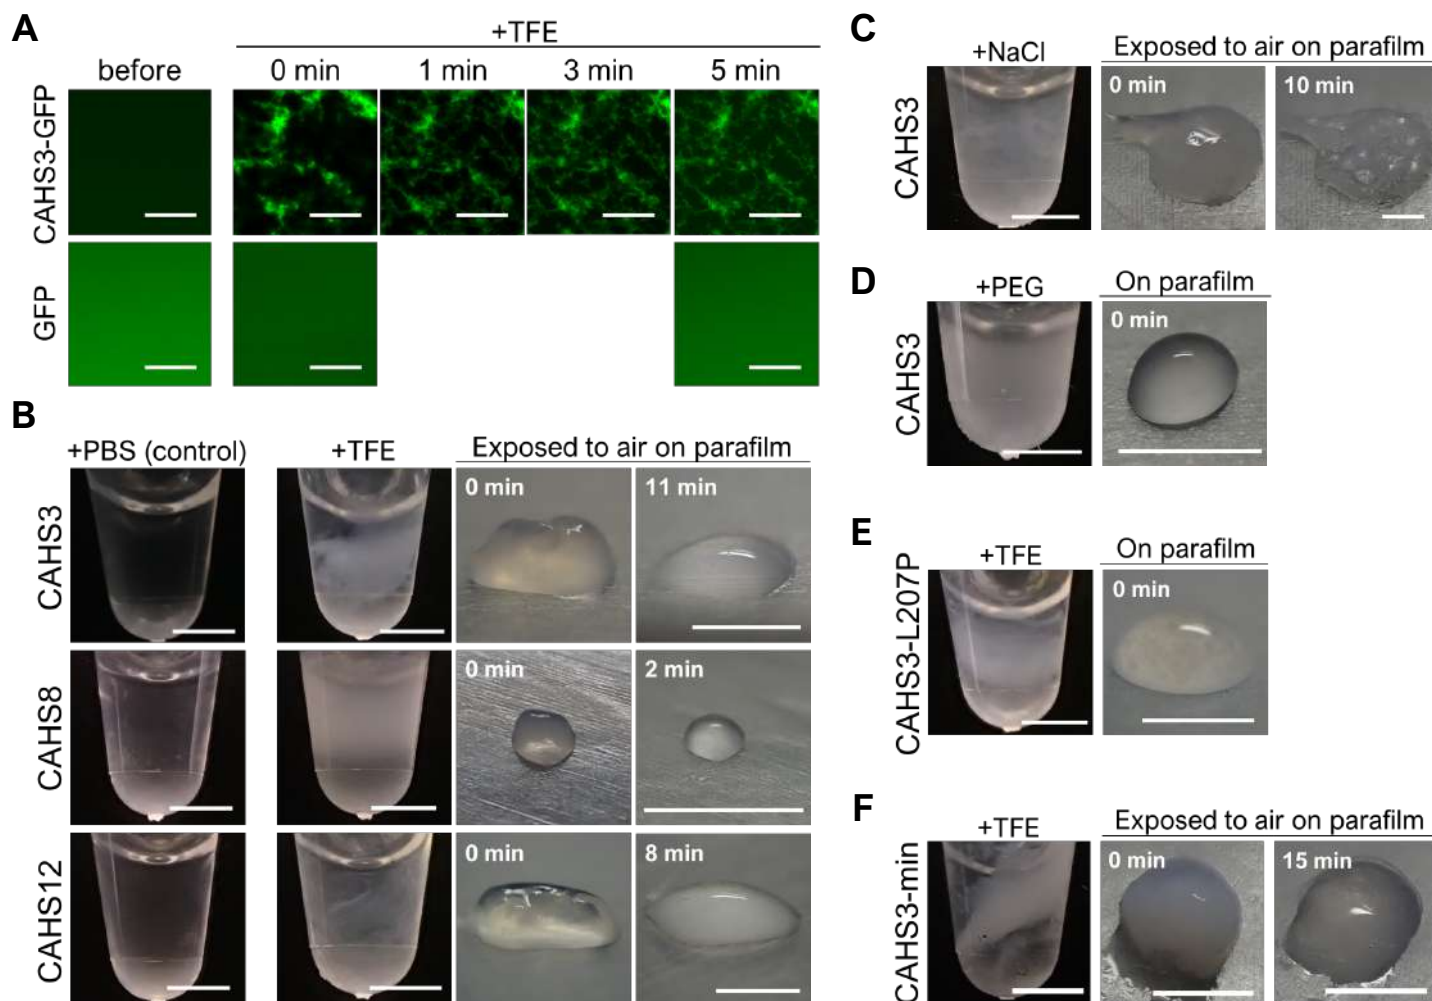 A
+TFE
before
0 min
1 min
3 min
5 min
CAHS3-GFP
GFP
B
+PBS (control)
+TFE
Exposed to air on parafilm
CAHS3
0 min
11 min
CAHS8
0 min
2 min
CAHS12
0 min
8 min
C
+NaCl
Exposed to air on parafilm
CAHS3
0 min
10 min
D
+PEG
On parafilm
CAHS3
0 min
E
+TFE
On parafilm
CAHS3-L207P
0 min
F
+TFE
Exposed to air on parafilm
CAHS3-min
0 min
15 min